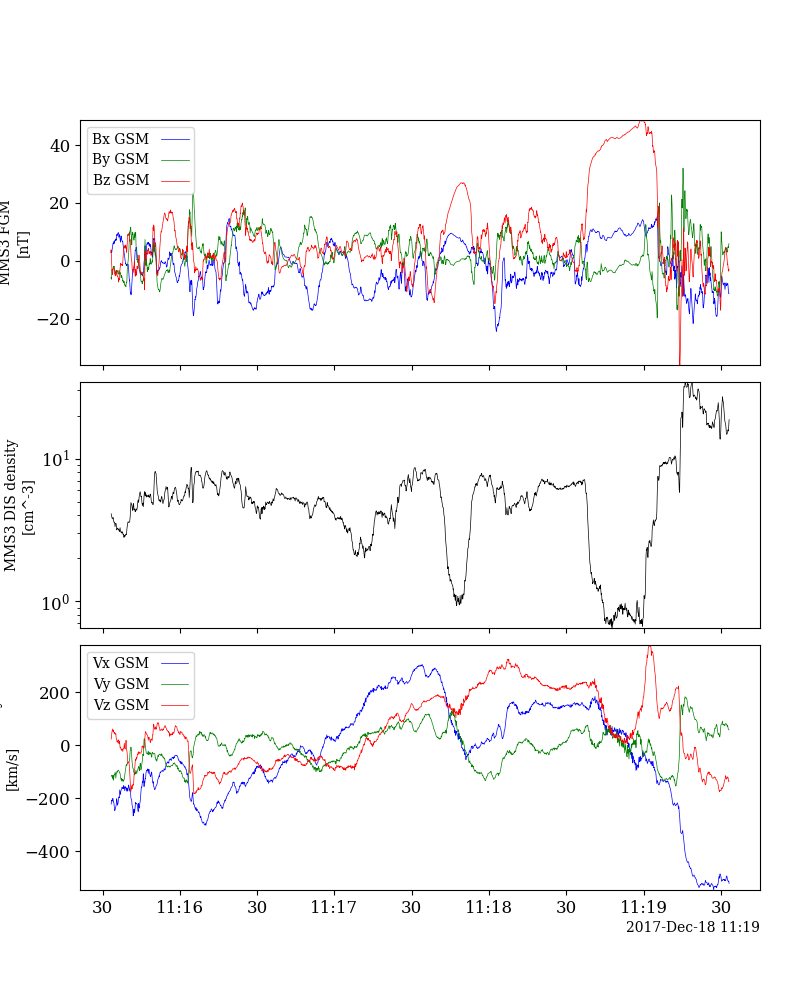 Bx GSM
By GSM
Bz GSM
40
20
0
−20
MMS3 FGM
[nT]
10^1
10^0
MMS3 DIS density
[cm^-3]
Vx GSM
Vy GSM
Vz GSM
200
0
−200
−400
[km/s]
30
11:16
30
11:17
30
11:18
30
11:19
30
2017-Dec-18 11:19